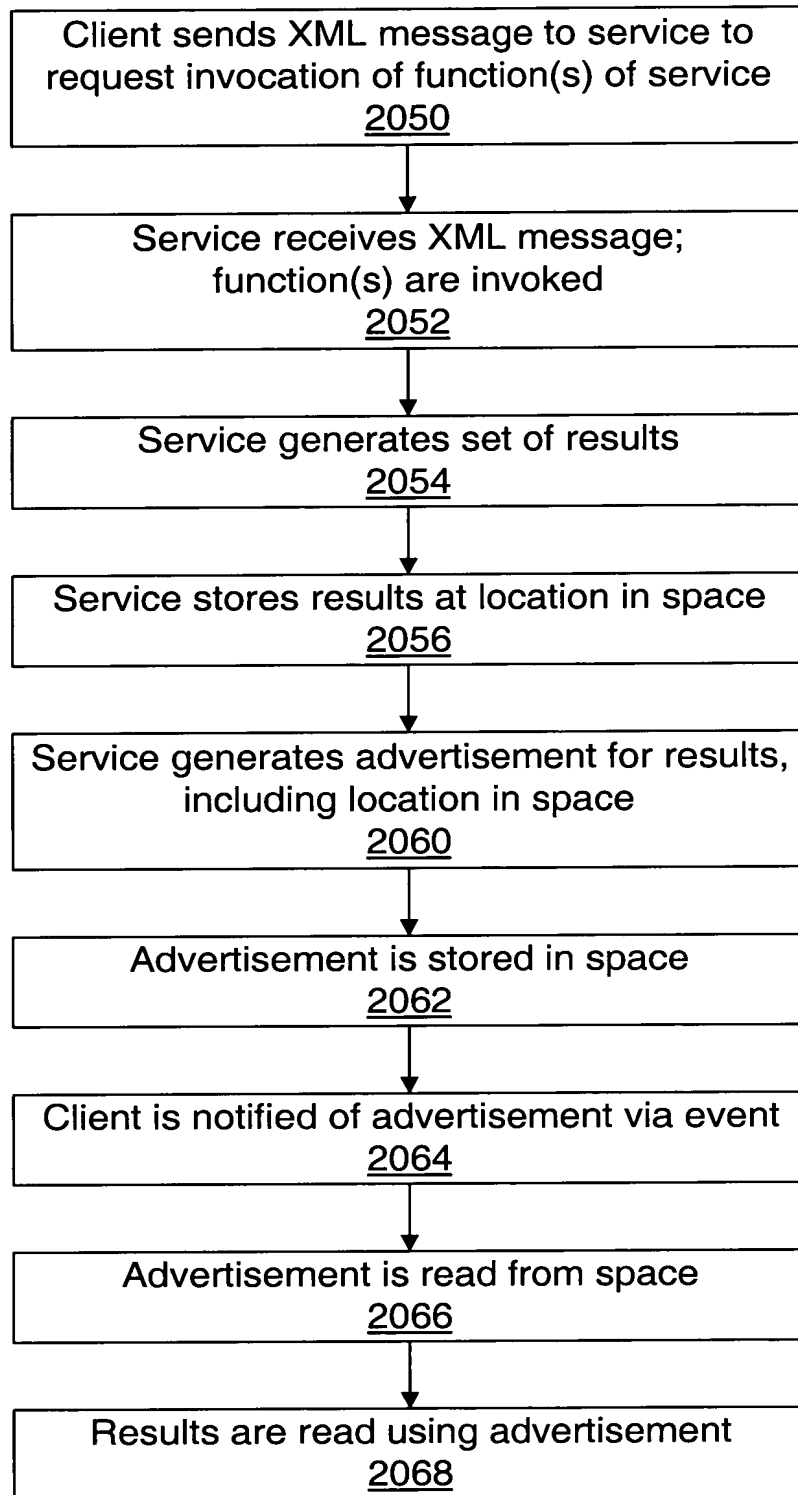 Client sends XML message to service to
request invocation of function(s) of service
2050
Service receives XML message;
function(s) are invoked
2052
Service generates set of results
2054
Service stores results at location in space
2056
Service generates advertisement for results,
including location in space
2060
Advertisement is stored in space
2062
Client is notified of advertisement via event
2064
Advertisement is read from space
2066
Results are read using advertisement
2068